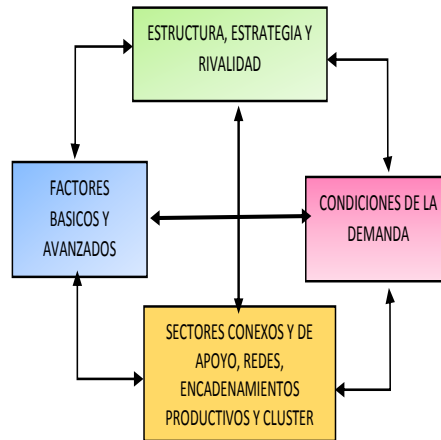 ESTRUCTURA, ESTRATEGIA Y
RIVALIDAD
FACTORES
BASICOS Y
AVANZADOS
CONDICIONES DE LA
DEMANDA
SECTORES CONEXOS Y DE
APOYO, REDES,
ENCADENAMIENTOS
PRODUCTIVOS Y CLUSTER